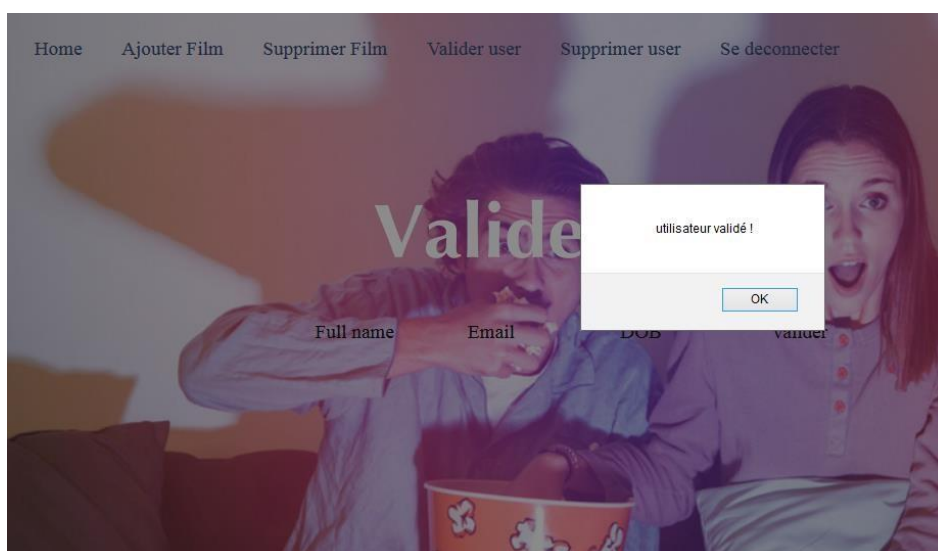 Home Ajouter Film Supprimer Film Valider user Supprimer user Se deconnecter
Valide
utilisateur validé !
OK
Full name Email DOB valider